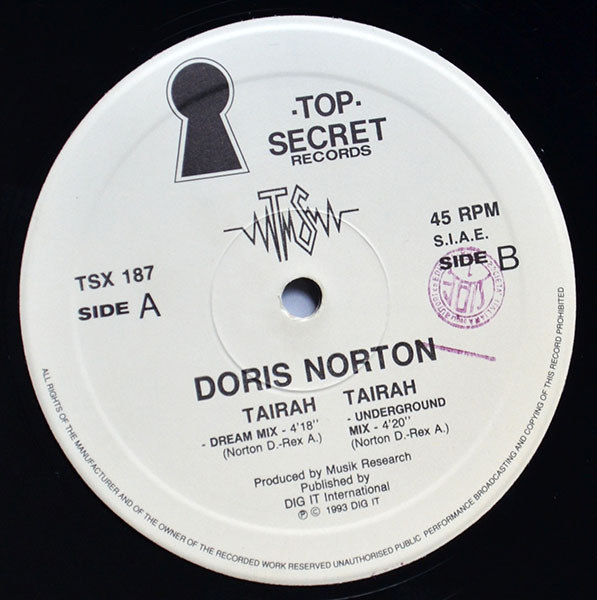 ·TOP·
SECRET
RECORDS
TMS
TSX 187
SIDE A
45 RPM
S.I.A.E.
SIDE B
DORIS NORTON
TAIRAH
- DREAM MIX - 4'18''
(Norton D.-Rex A.)
TAIRAH
- UNDERGROUND
MIX - 4'20''
(Norton D.-Rex A.)
Produced by Musik Research
Published by
DIG IT International
℗ © 1993 DIG IT
ALL RIGHTS OF THE MANUFACTURER AND OF THE OWNER OF THE RECORDED WORK RESERVED UNAUTHORISED PUBLIC PERFORMANCE BROADCASTING AND COPYING OF THIS RECORD PROHIBITED